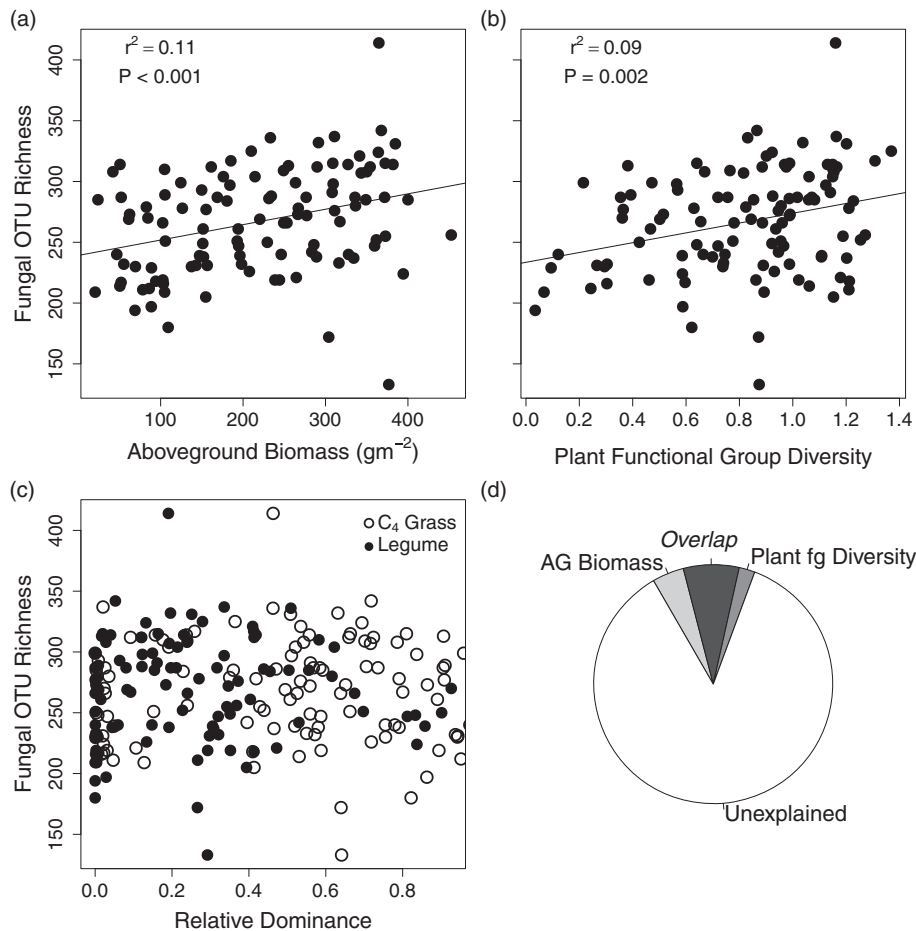 (a)
r² = 0.11
P < 0.001
Fungal OTU Richness
400
350
300
250
200
150
100 200 300 400
Aboveground Biomass (gm⁻²)
(b)
r² = 0.09
P = 0.002
0.0 0.2 0.4 0.6 0.8 1.0 1.2 1.4
Plant Functional Group Diversity
(c)
C₄ Grass
Legume
Fungal OTU Richness
400
350
300
250
200
150
0.0 0.2 0.4 0.6 0.8
Relative Dominance
(d)
Overlap
AG Biomass
Plant fg Diversity
Unexplained